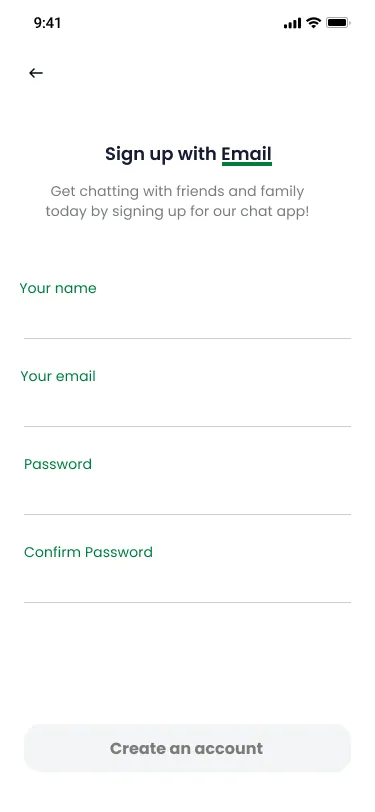 9:41
Sign up with Email
Get chatting with friends and family
today by signing up for our chat app!
Your name
Your email
Password
Confirm Password
Create an account